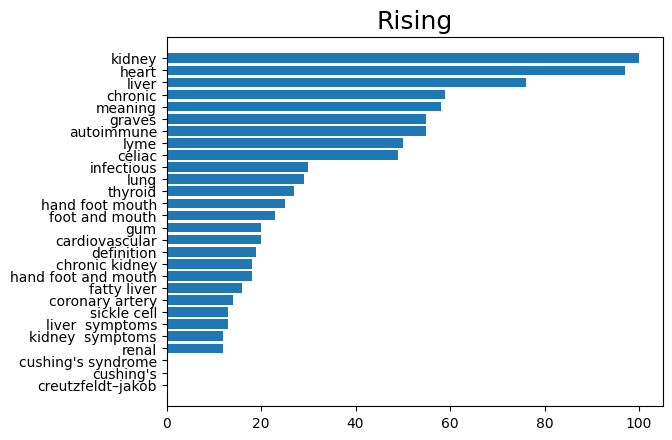 Rising
kidney
heart
liver
chronic
meaning
graves
autoimmune
lyme
celiac
infectious
lung
thyroid
hand foot mouth
foot and mouth
gum
cardiovascular
definition
chronic kidney
hand foot and mouth
fatty liver
coronary artery
sickle cell
liver  symptoms
kidney  symptoms
renal
cushing's syndrome
cushing's
creutzfeldt–jakob
0 20 40 60 80 100